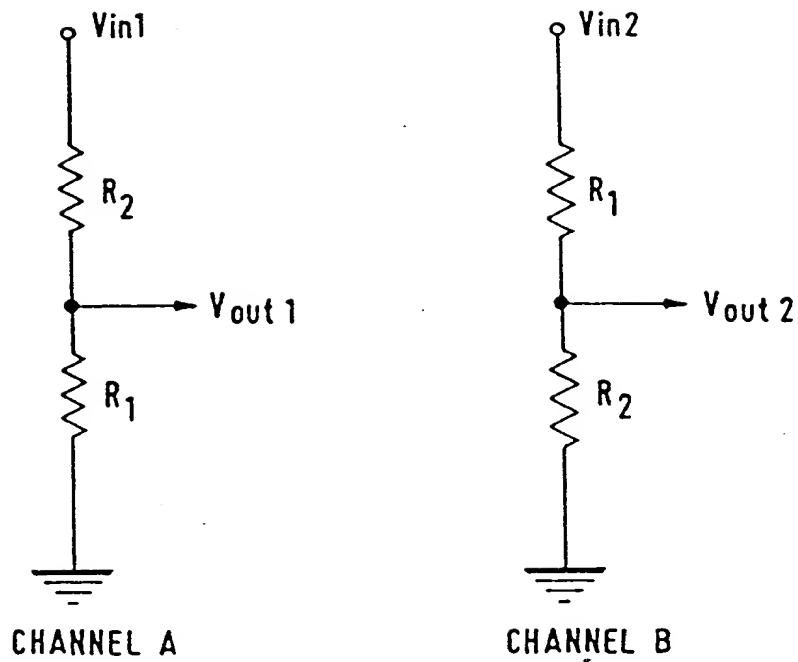 Vin1
R2
Vout 1
R1
CHANNEL A
Vin2
R1
Vout 2
R2
CHANNEL B